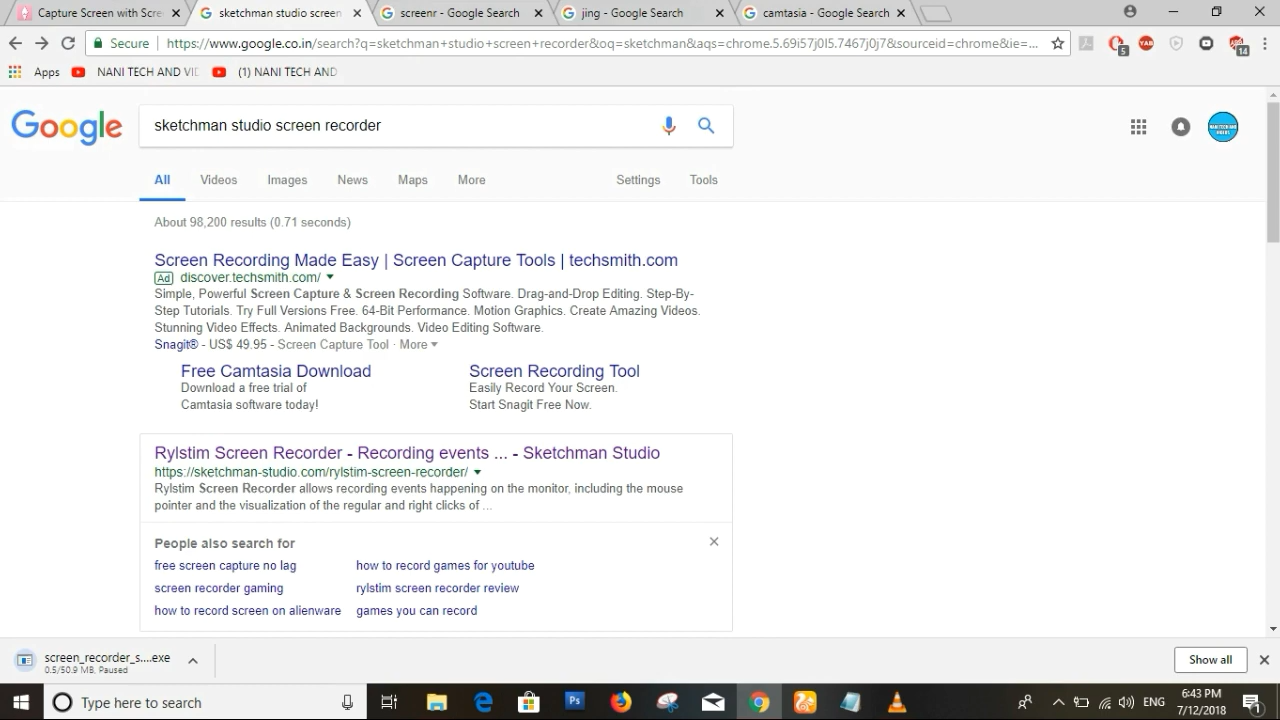 Capture Screen with Scre
sketchman studio screen
screenr - Google Search
jing - Google Search
camtasia - Google Search
Secure
https://www.google.co.in/search?q=sketchman+studio+screen+recorder&oq=sketchman&aqs=chrome.5.69i57j0l5.7467j0j7&sourceid=chrome&ie=...
5
YAB
14
Apps
NANI TECH AND VID
(1) NANI TECH AND
Google
sketchman studio screen recorder
All
Videos
Images
News
Maps
More
Settings
Tools
About 98,200 results (0.71 seconds)
Screen Recording Made Easy | Screen Capture Tools | techsmith.com
Ad discover.techsmith.com/
Simple, Powerful Screen Capture & Screen Recording Software. Drag-and-Drop Editing. Step-By-
Step Tutorials. Try Full Versions Free. 64-Bit Performance. Motion Graphics. Create Amazing Videos.
Stunning Video Effects. Animated Backgrounds. Video Editing Software.
Snagit® - US$ 49.95 - Screen Capture Tool · More
Free Camtasia Download
Download a free trial of
Camtasia software today!
Screen Recording Tool
Easily Record Your Screen.
Start Snagit Free Now.
Rylstim Screen Recorder - Recording events ... - Sketchman Studio
https://sketchman-studio.com/rylstim-screen-recorder/
Rylstim Screen Recorder allows recording events happening on the monitor, including the mouse
pointer and the visualization of the regular and right clicks of ...
People also search for
free screen capture no lag
how to record games for youtube
screen recorder gaming
rylstim screen recorder review
how to record screen on alienware
games you can record
screen_recorder_s....exe
0.5/50.9 MB, Paused
Show all
Type here to search
Ps
ENG
6:43 PM
7/12/2018
1